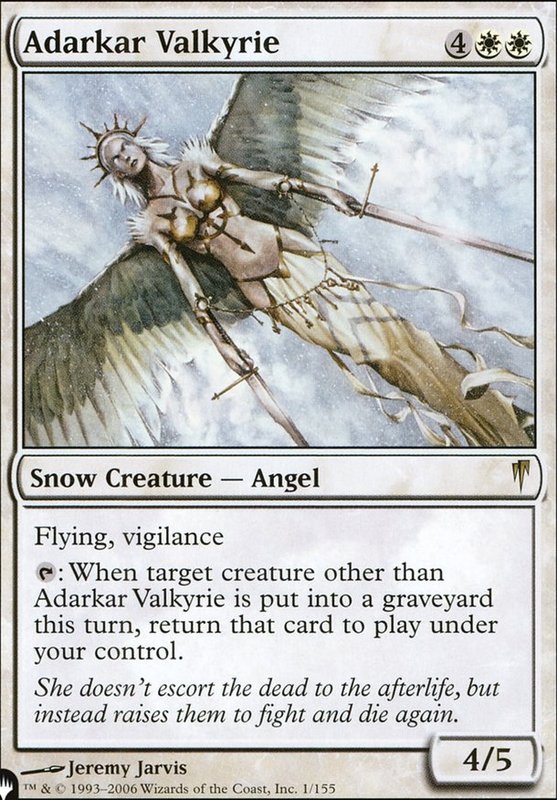 Adarkar Valkyrie 4
Snow Creature — Angel
Flying, vigilance
: When target creature other than
Adarkar Valkyrie is put into a graveyard
this turn, return that card to play under
your control.
She doesn't escort the dead to the afterlife, but
instead raises them to fight and die again.
4/5
Jeremy Jarvis
™ & © 1993–2006 Wizards of the Coast, Inc. 1/155